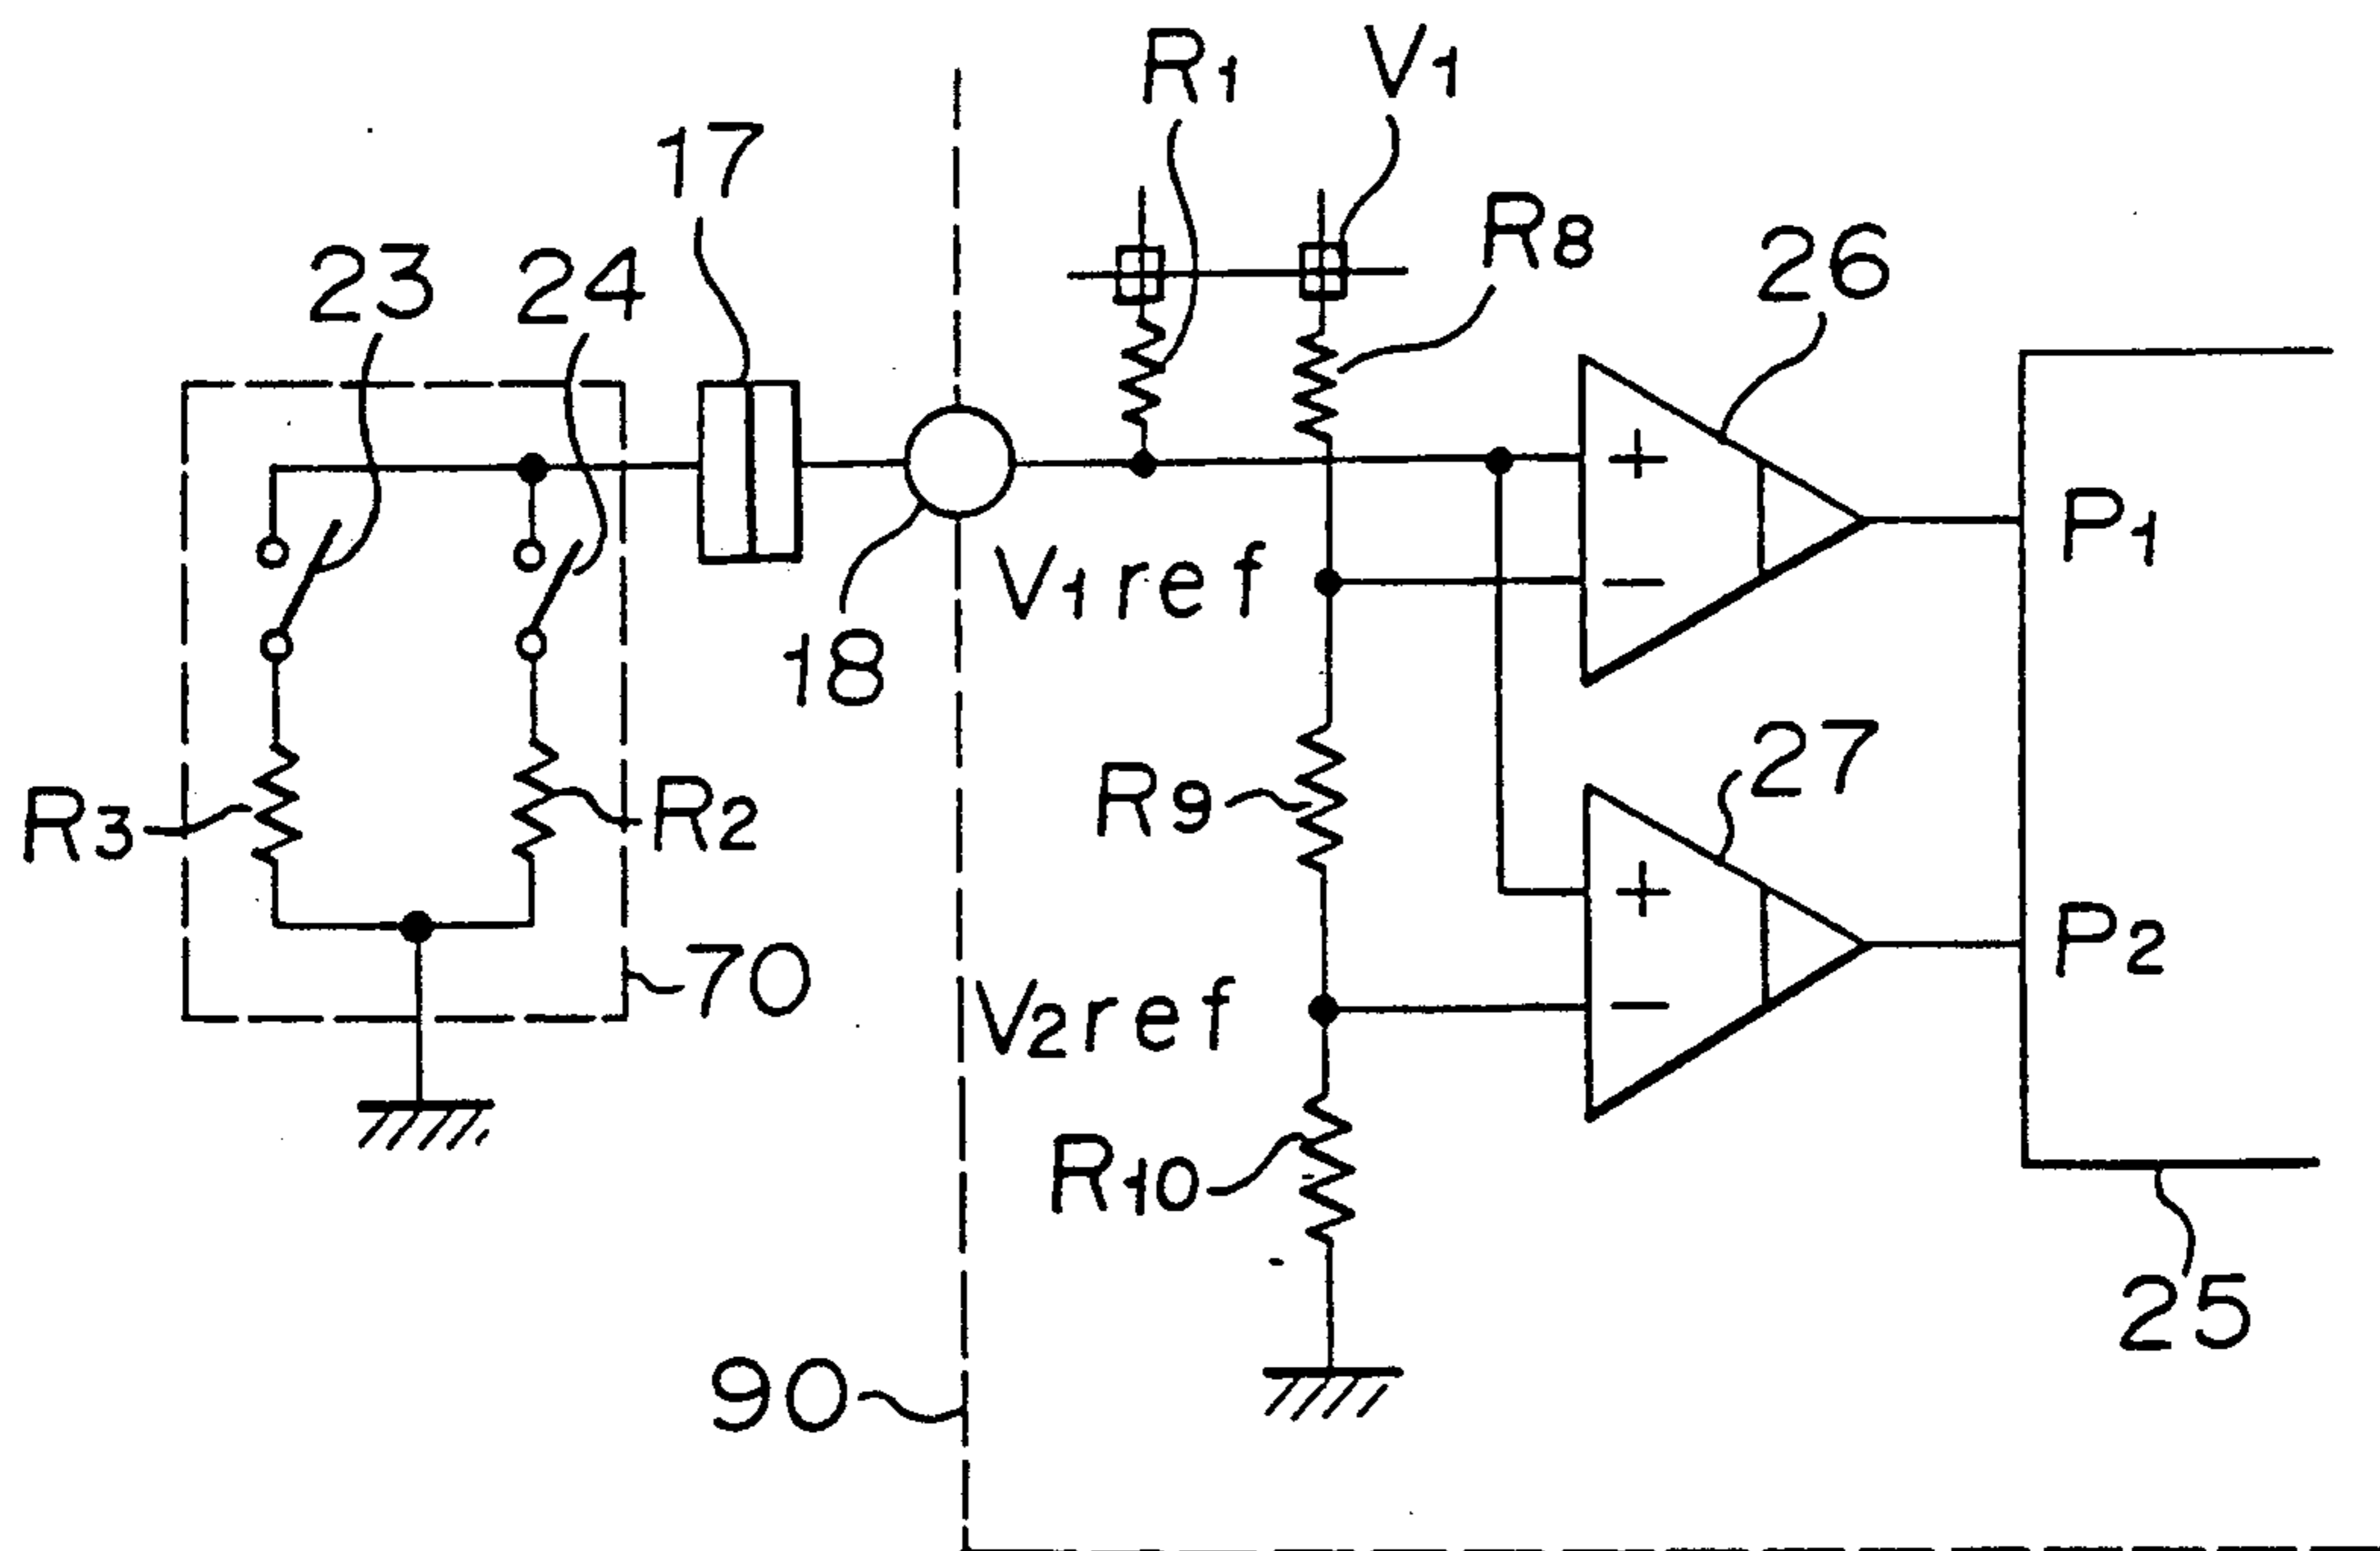 R1
V1
17
R8
23
24
26
+
P1
V1ref
−
18
27
R3
R2
R9
+
P2
70
V2ref
−
R10
25
90